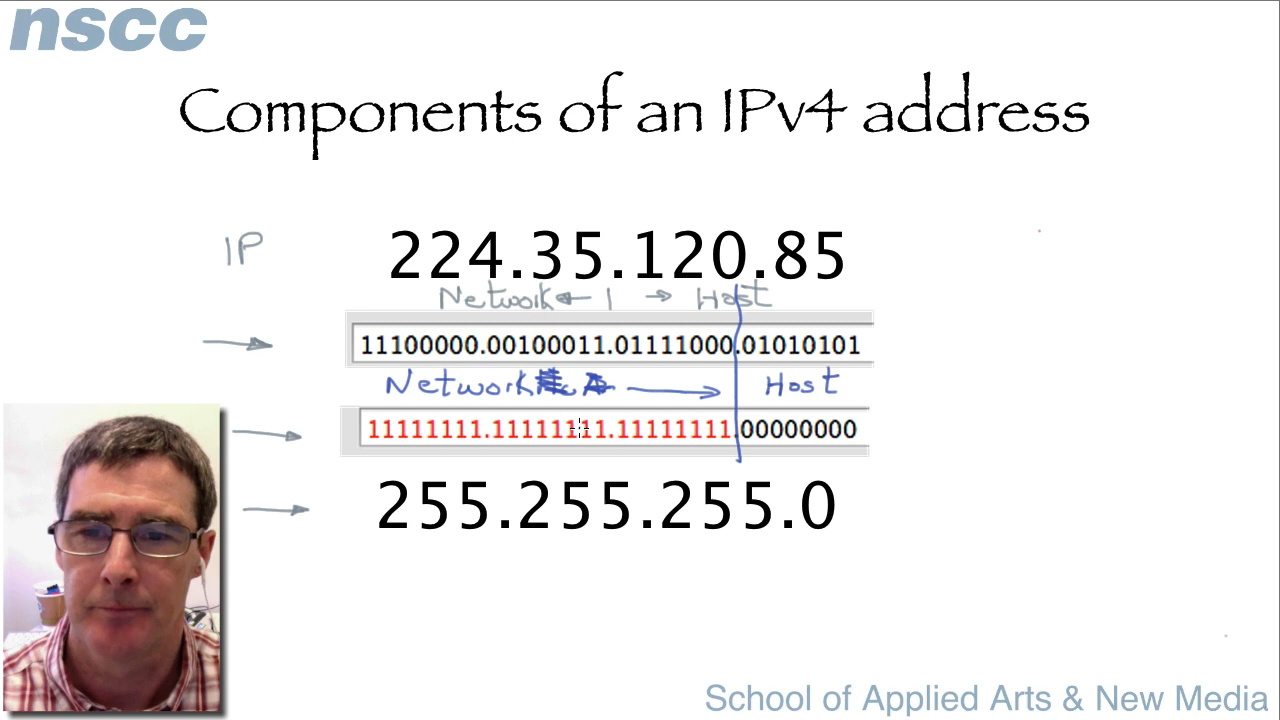 nscc
Components of an IPv4 address
IP 224.35.120.85
Network ← | → Host
11100000.00100011.01111000.01010101
Network → Host
11111111.11111111.11111111.00000000
255.255.255.0
School of Applied Arts & New Media